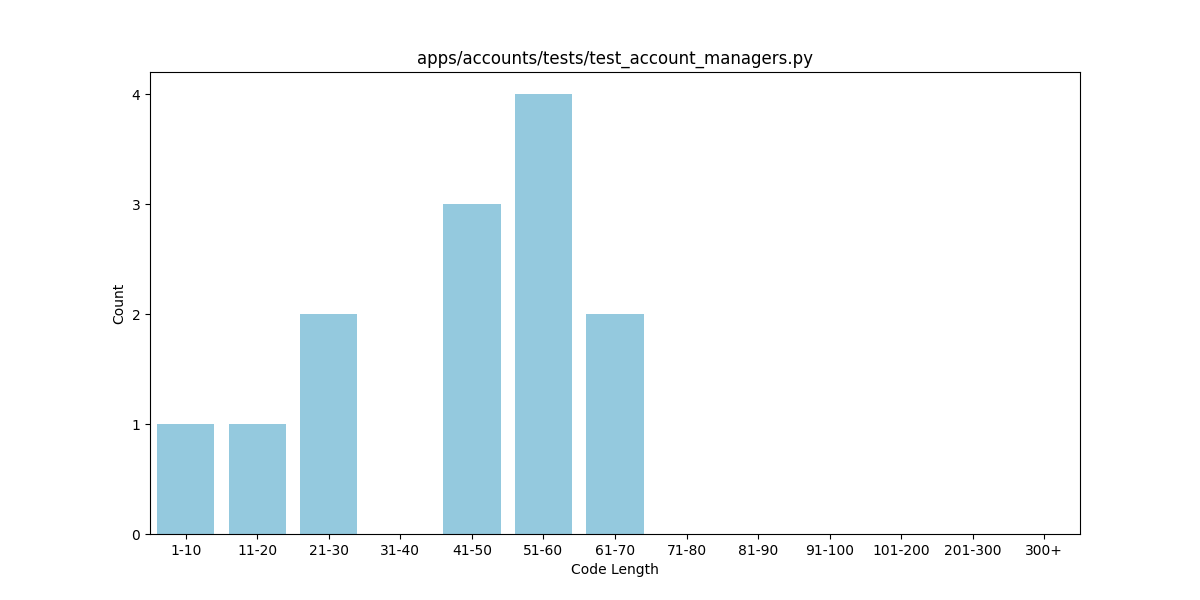 apps/accounts/tests/test_account_managers.py
4
3
2
1
0
Count
1-10 11-20 21-30 31-40 41-50 51-60 61-70 71-80 81-90 91-100 101-200 201-300 300+
Code Length